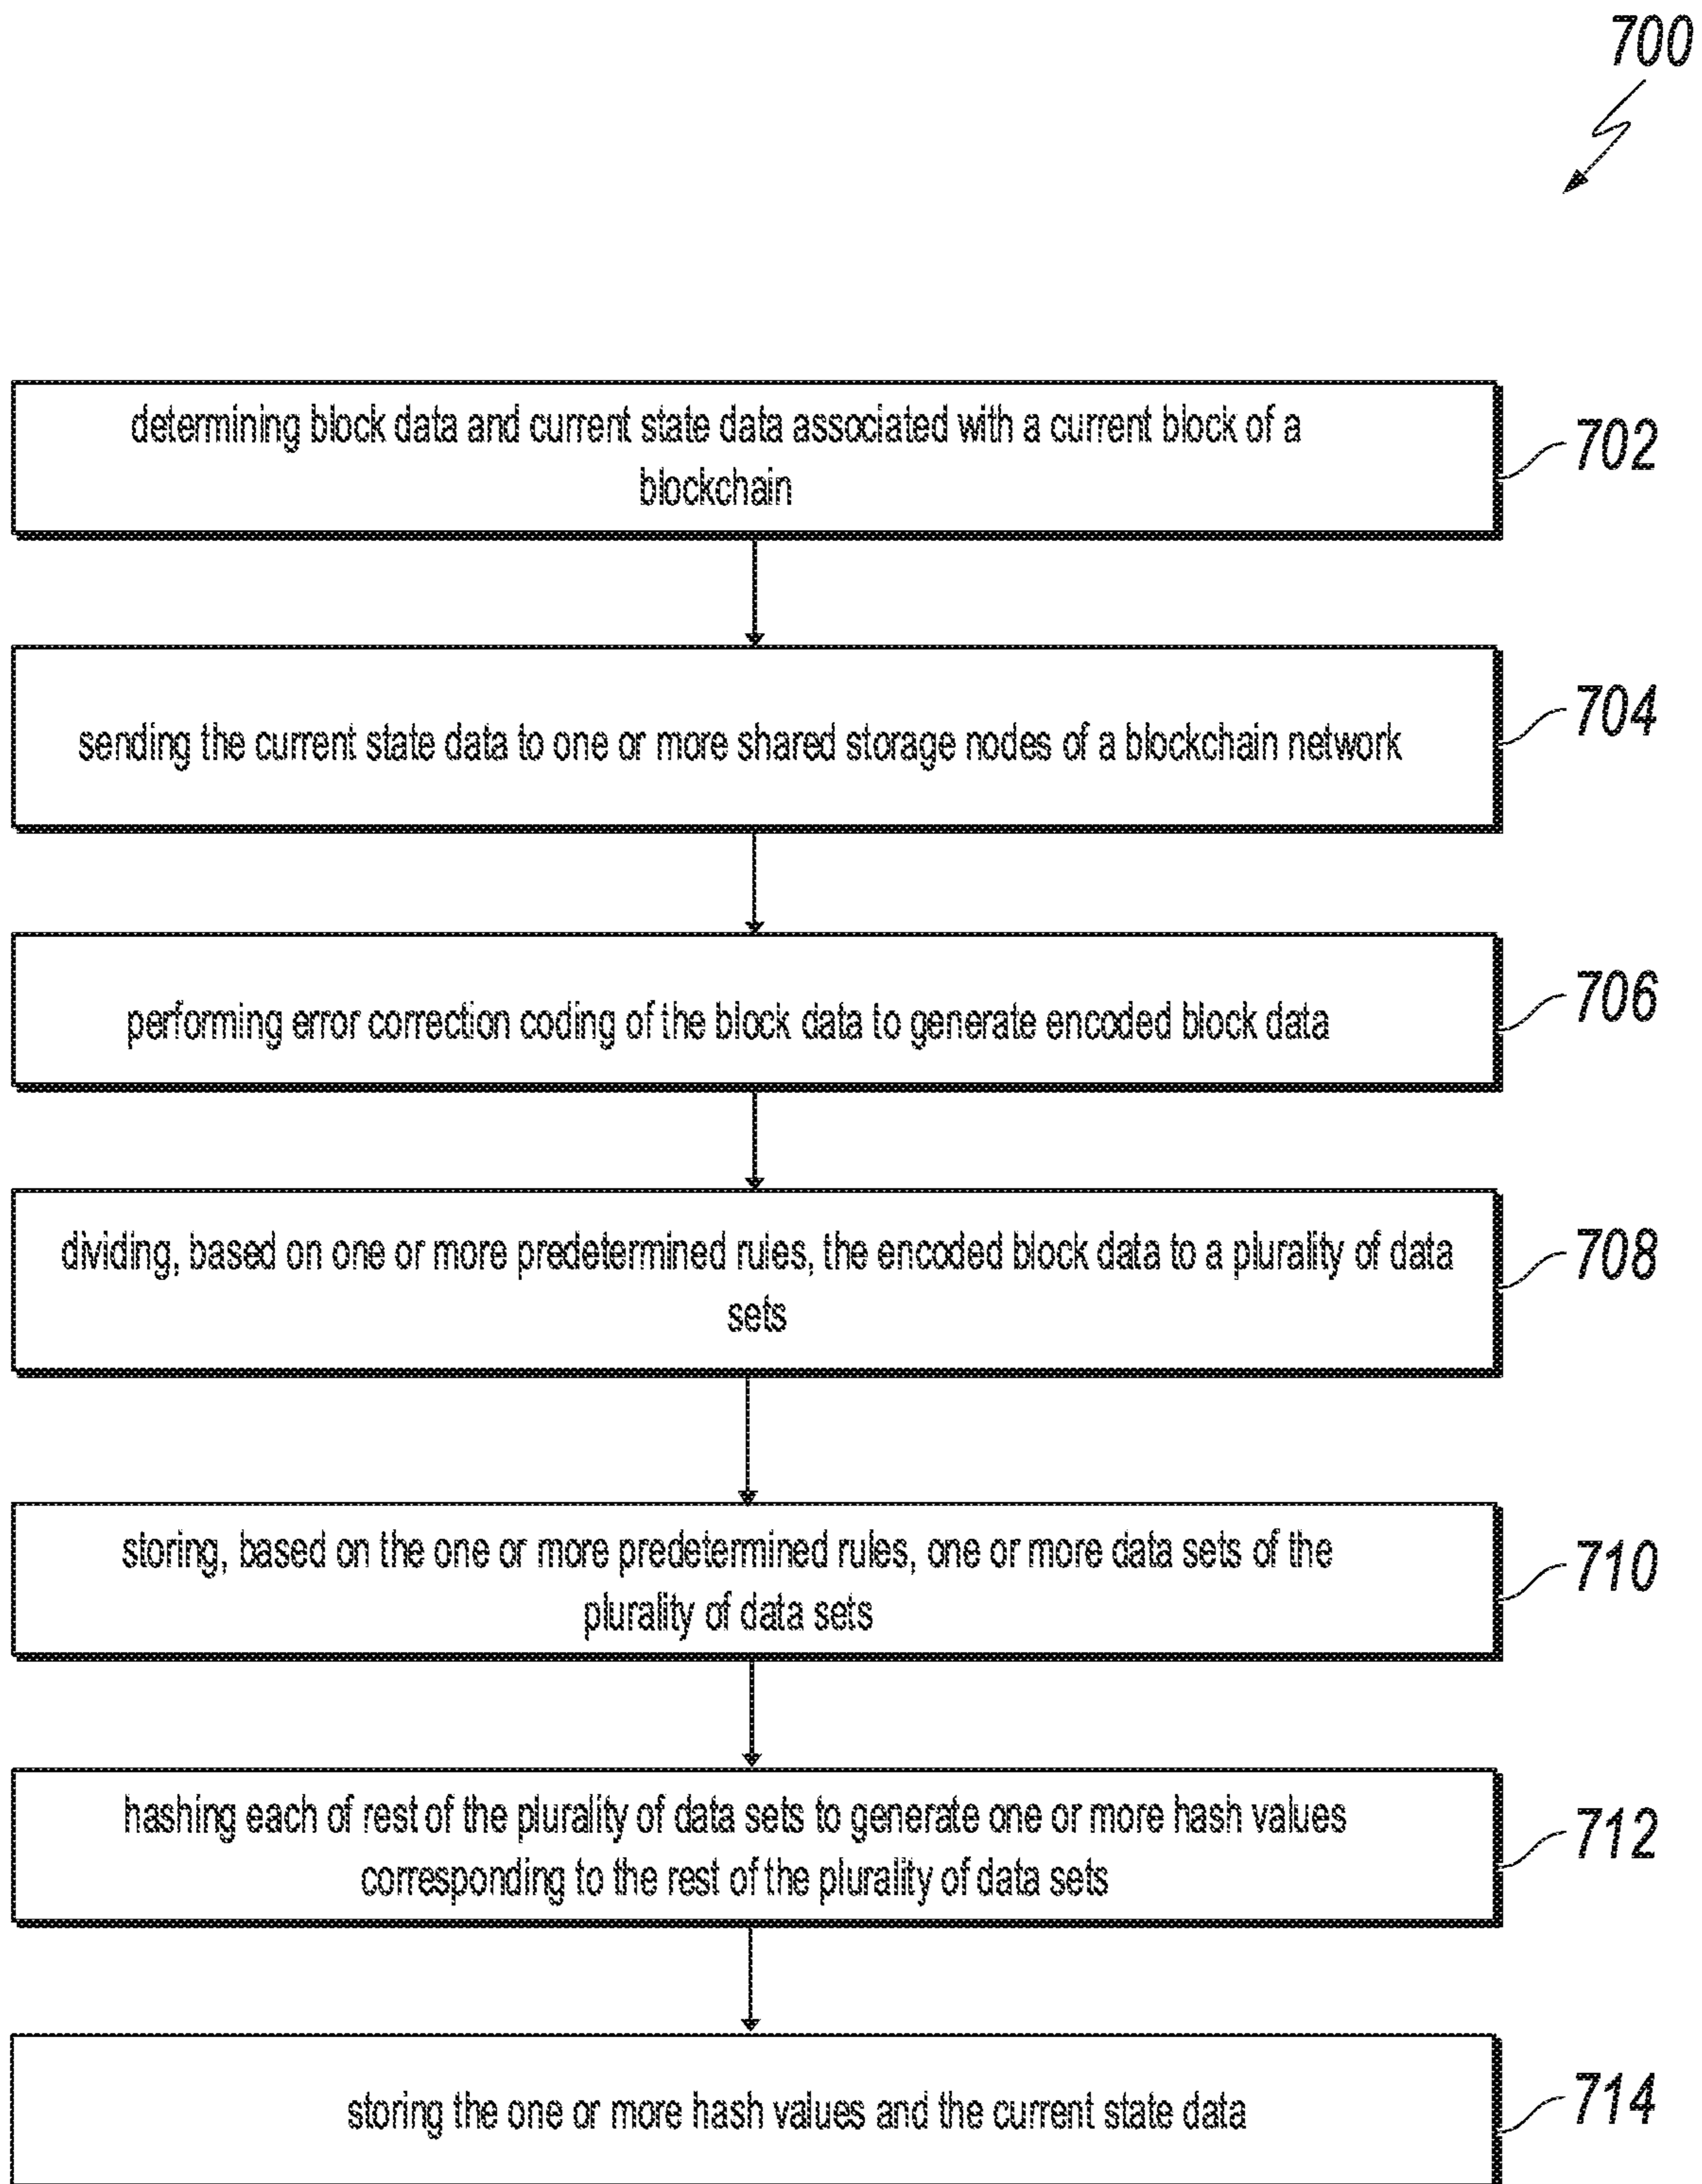 700
determining block data and current state data associated with a current block of a
blockchain
702
sending the current state data to one or more shared storage nodes of a blockchain network
704
performing error correction coding of the block data to generate encoded block data
706
dividing, based on one or more predetermined rules, the encoded block data to a plurality of data
sets
708
storing, based on the one or more predetermined rules, one or more data sets of the
plurality of data sets
710
hashing each of rest of the plurality of data sets to generate one or more hash values
corresponding to the rest of the plurality of data sets
712
storing the one or more hash values and the current state data
714